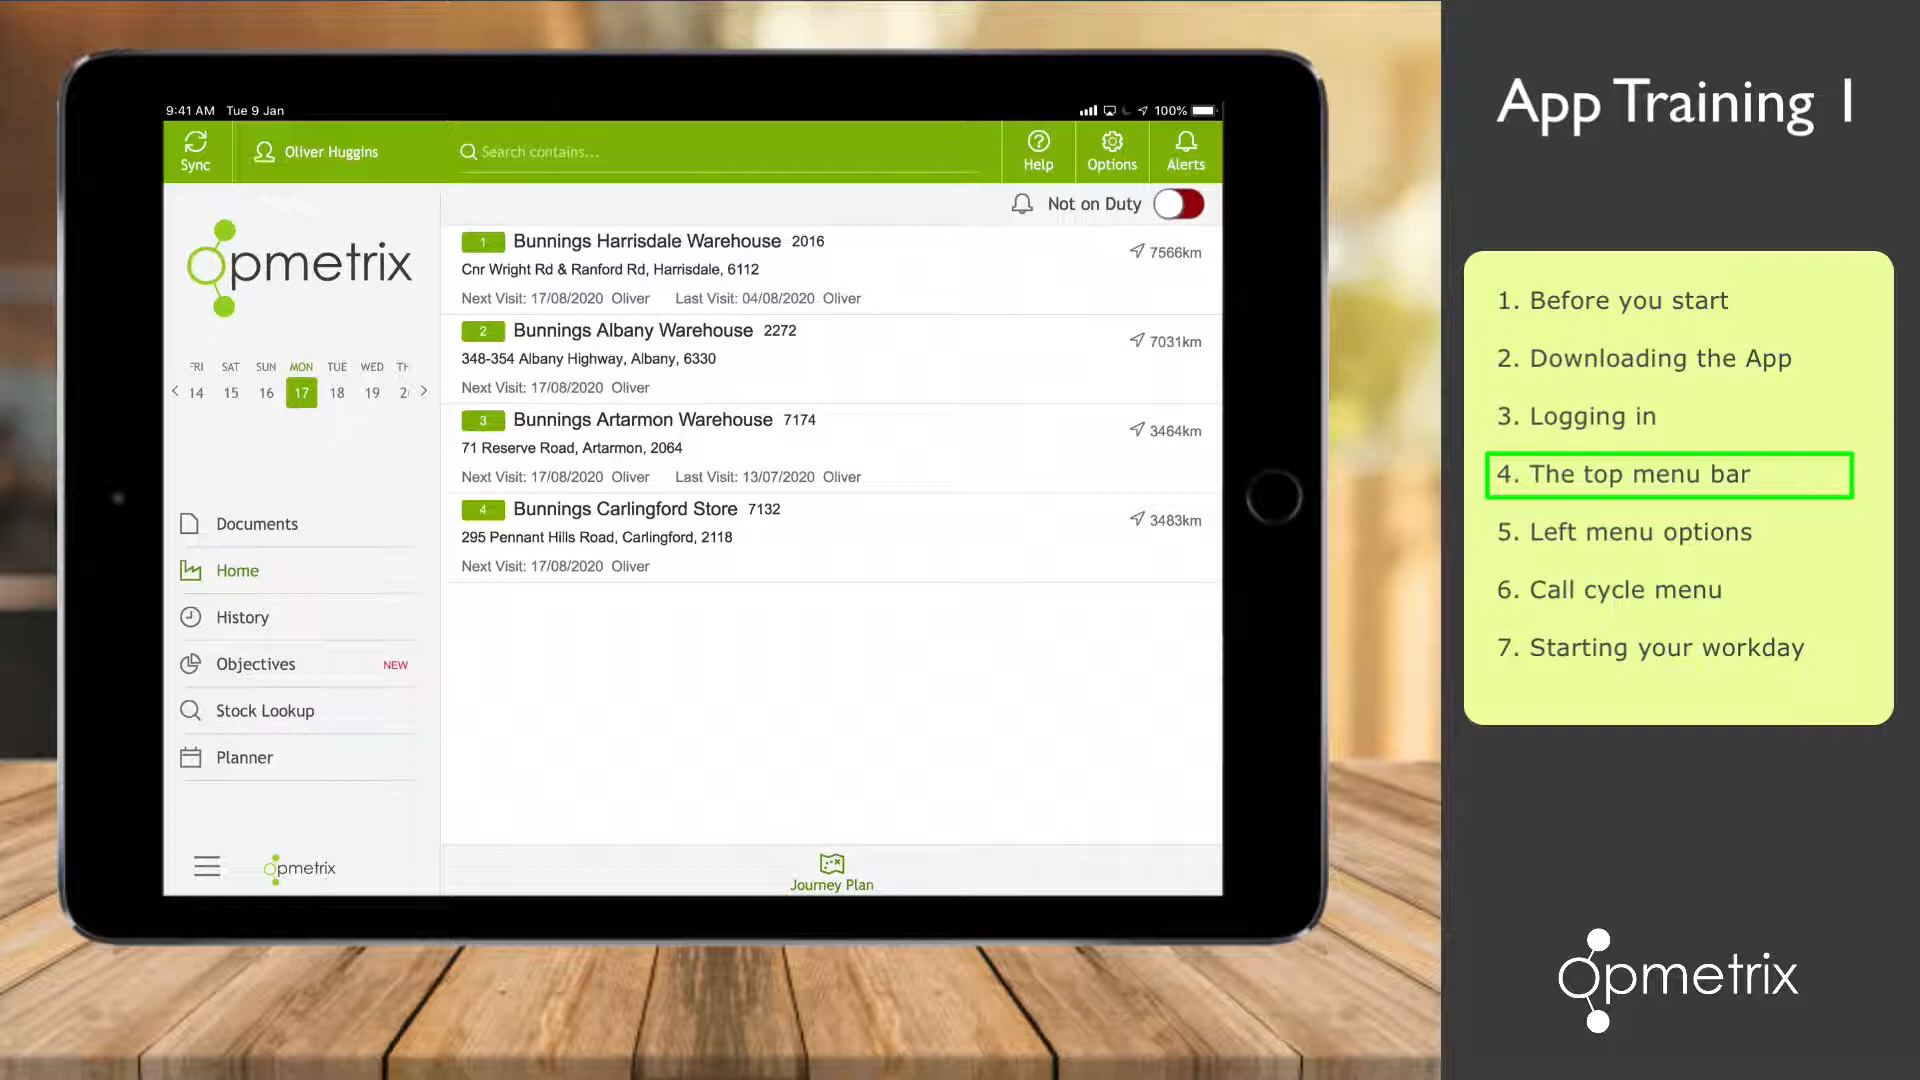 App Training 1
9:41 AM Tue 9 Jan
100%
Sync
Oliver Huggins
Search contains...
Help
Options
Alerts
Not on Duty
opmetrix
FRI SAT SUN MON TUE WED TH
14 15 16 17 18 19 2
1 Bunnings Harrisdale Warehouse 2016
7566km
Cnr Wright Rd & Ranford Rd, Harrisdale, 6112
Next Visit: 17/08/2020 Oliver Last Visit: 04/08/2020 Oliver
2 Bunnings Albany Warehouse 2272
7031km
348-354 Albany Highway, Albany, 6330
Next Visit: 17/08/2020 Oliver
3 Bunnings Artarmon Warehouse 7174
3464km
71 Reserve Road, Artarmon, 2064
Next Visit: 17/08/2020 Oliver Last Visit: 13/07/2020 Oliver
4 Bunnings Carlingford Store 7132
3483km
295 Pennant Hills Road, Carlingford, 2118
Next Visit: 17/08/2020 Oliver
Documents
Home
History
Objectives NEW
Stock Lookup
Planner
opmetrix
Journey Plan
1. Before you start
2. Downloading the App
3. Logging in
4. The top menu bar
5. Left menu options
6. Call cycle menu
7. Starting your workday
opmetrix